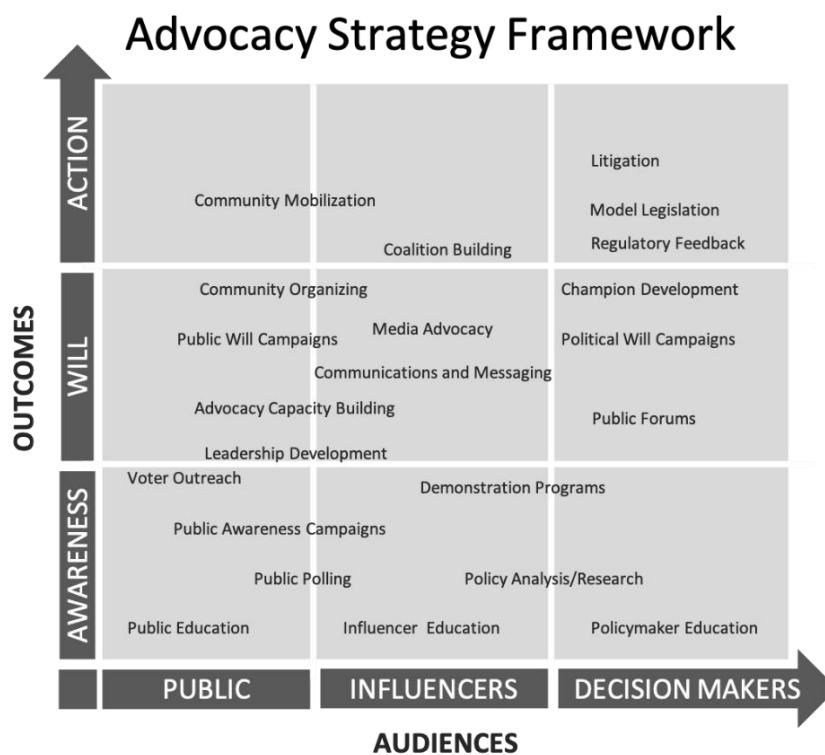 Advocacy Strategy Framework
OUTCOMES
ACTION
Litigation
Community Mobilization
Model Legislation
Coalition Building
Regulatory Feedback
WILL
Community Organizing
Champion Development
Public Will Campaigns
Media Advocacy
Political Will Campaigns
Communications and Messaging
Advocacy Capacity Building
Public Forums
Leadership Development
AWARENESS
Voter Outreach
Demonstration Programs
Public Awareness Campaigns
Public Polling
Policy Analysis/Research
Public Education
Influencer Education
Policymaker Education
PUBLIC
INFLUENCERS
DECISION MAKERS
AUDIENCES